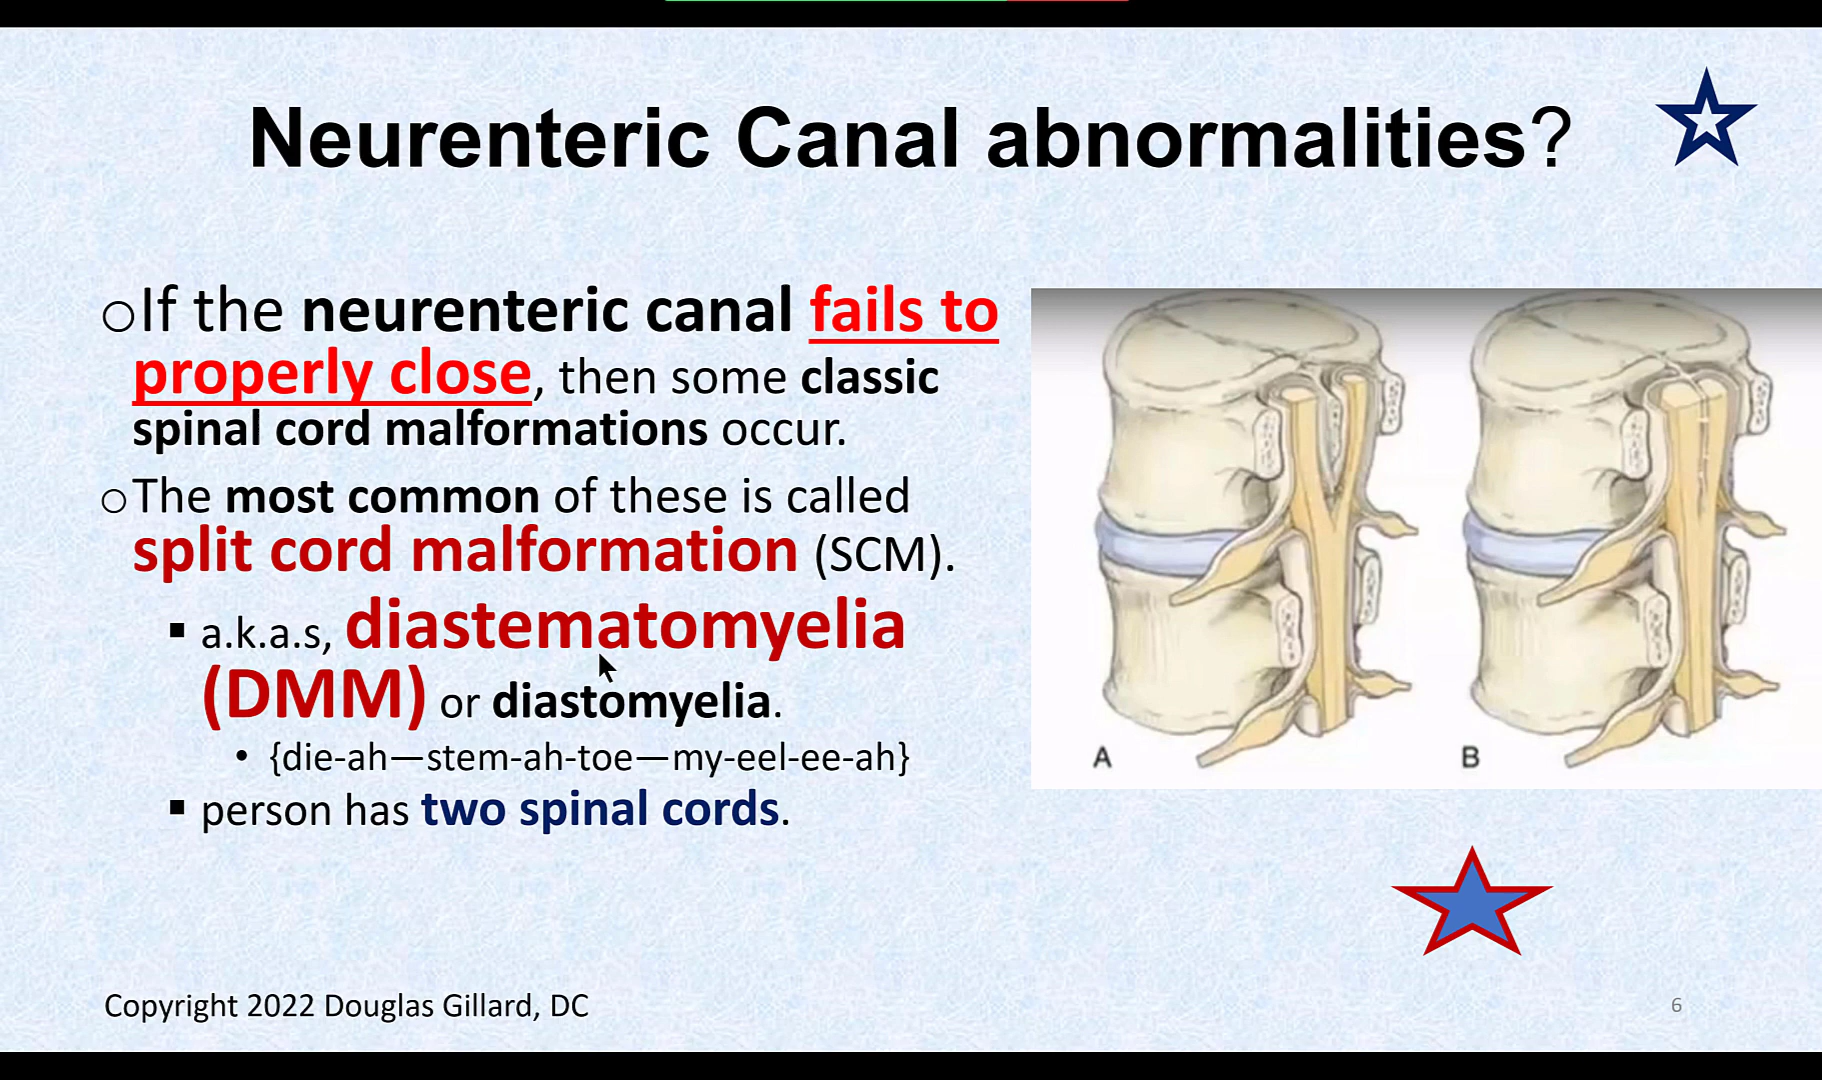 Neurenteric Canal abnormalities?
oIf the neurenteric canal fails to
properly close, then some classic
spinal cord malformations occur.
oThe most common of these is called
split cord malformation (SCM).
▪ a.k.a.s, diastematomyelia
(DMM) or diastomyelia.
• {die-ah—stem-ah-toe—my-eel-ee-ah}
▪ person has two spinal cords.
A
B
Copyright 2022 Douglas Gillard, DC
6